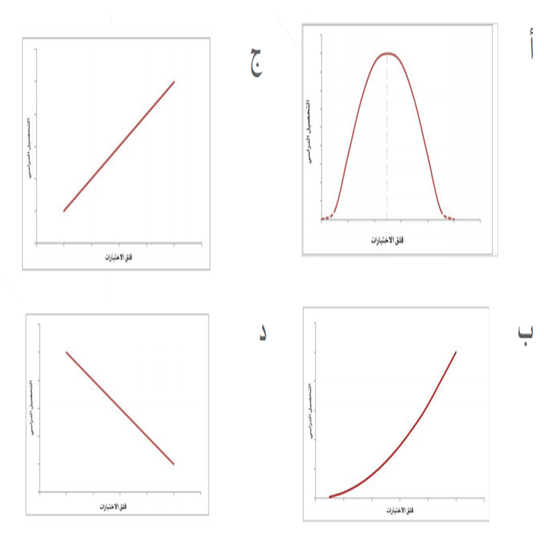 أ
التحصيل الدراسي
قلق الاختبارات
ج
التحصيل الدراسي
قلق الاختبارات
ب
التحصيل الدراسي
قلق الاختبارات
د
التحصيل الدراسي
قلق الاختبارات